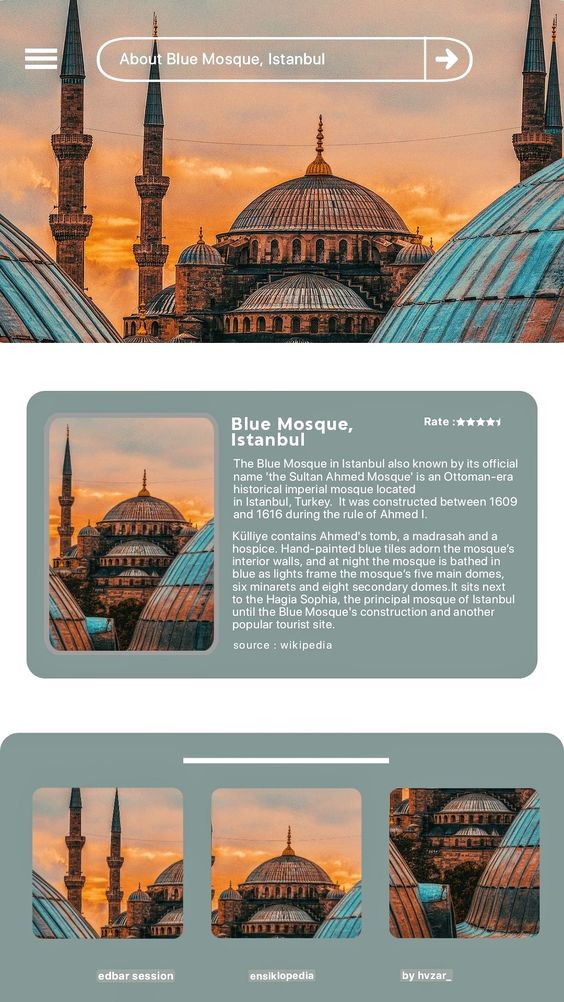 About Blue Mosque, Istanbul
Blue Mosque,
Istanbul
Rate :
The Blue Mosque in Istanbul also known by its official
name 'the Sultan Ahmed Mosque' is an Ottoman-era
historical imperial mosque located
in Istanbul, Turkey. It was constructed between 1609
and 1616 during the rule of Ahmed I.
Külliye contains Ahmed's tomb, a madrasah and a
hospice. Hand-painted blue tiles adorn the mosque's
interior walls, and at night the mosque is bathed in
blue as lights frame the mosque's five main domes,
six minarets and eight secondary domes.It sits next
to the Hagia Sophia, the principal mosque of Istanbul
until the Blue Mosque's construction and another
popular tourist site.
source : wikipedia
edbar session
ensiklopedia
by hvzar_